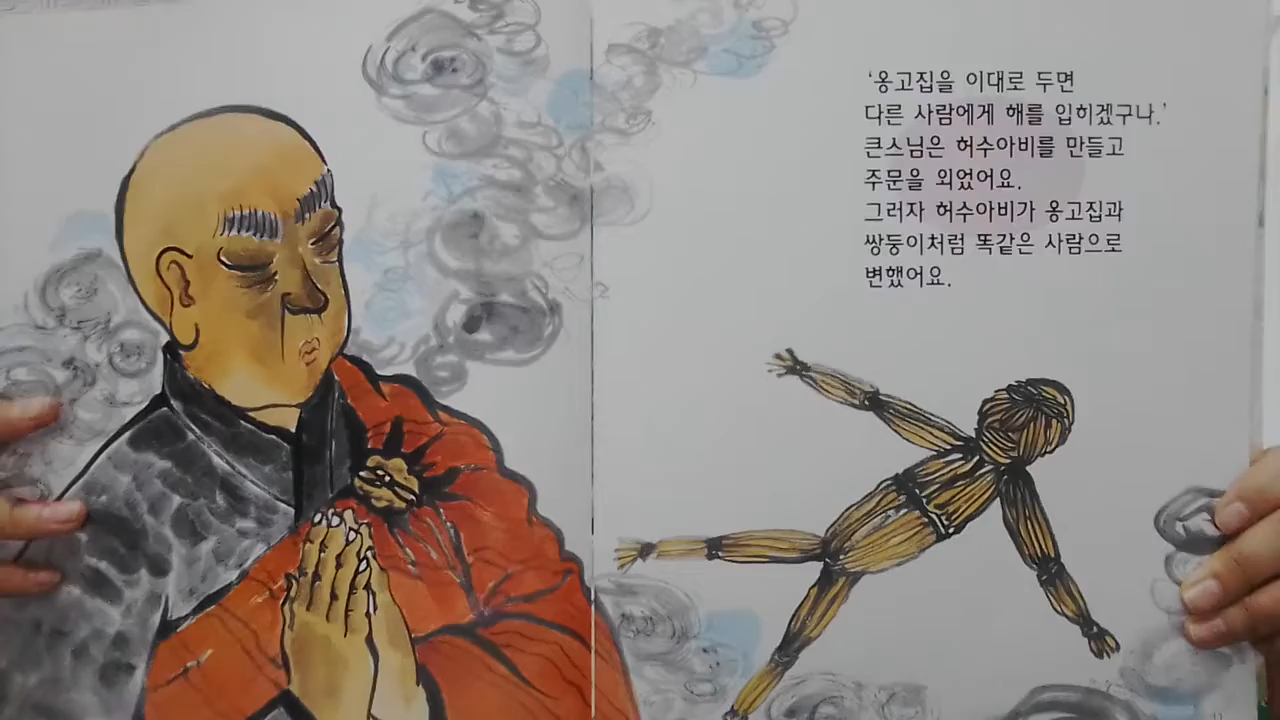 '옹고집을 이대로 두면
다른 사람에게 해를 입히겠구나.'
큰스님은 허수아비를 만들고
주문을 외었어요.
그러자 허수아비가 옹고집과
쌍둥이처럼 똑같은 사람으로
변했어요.